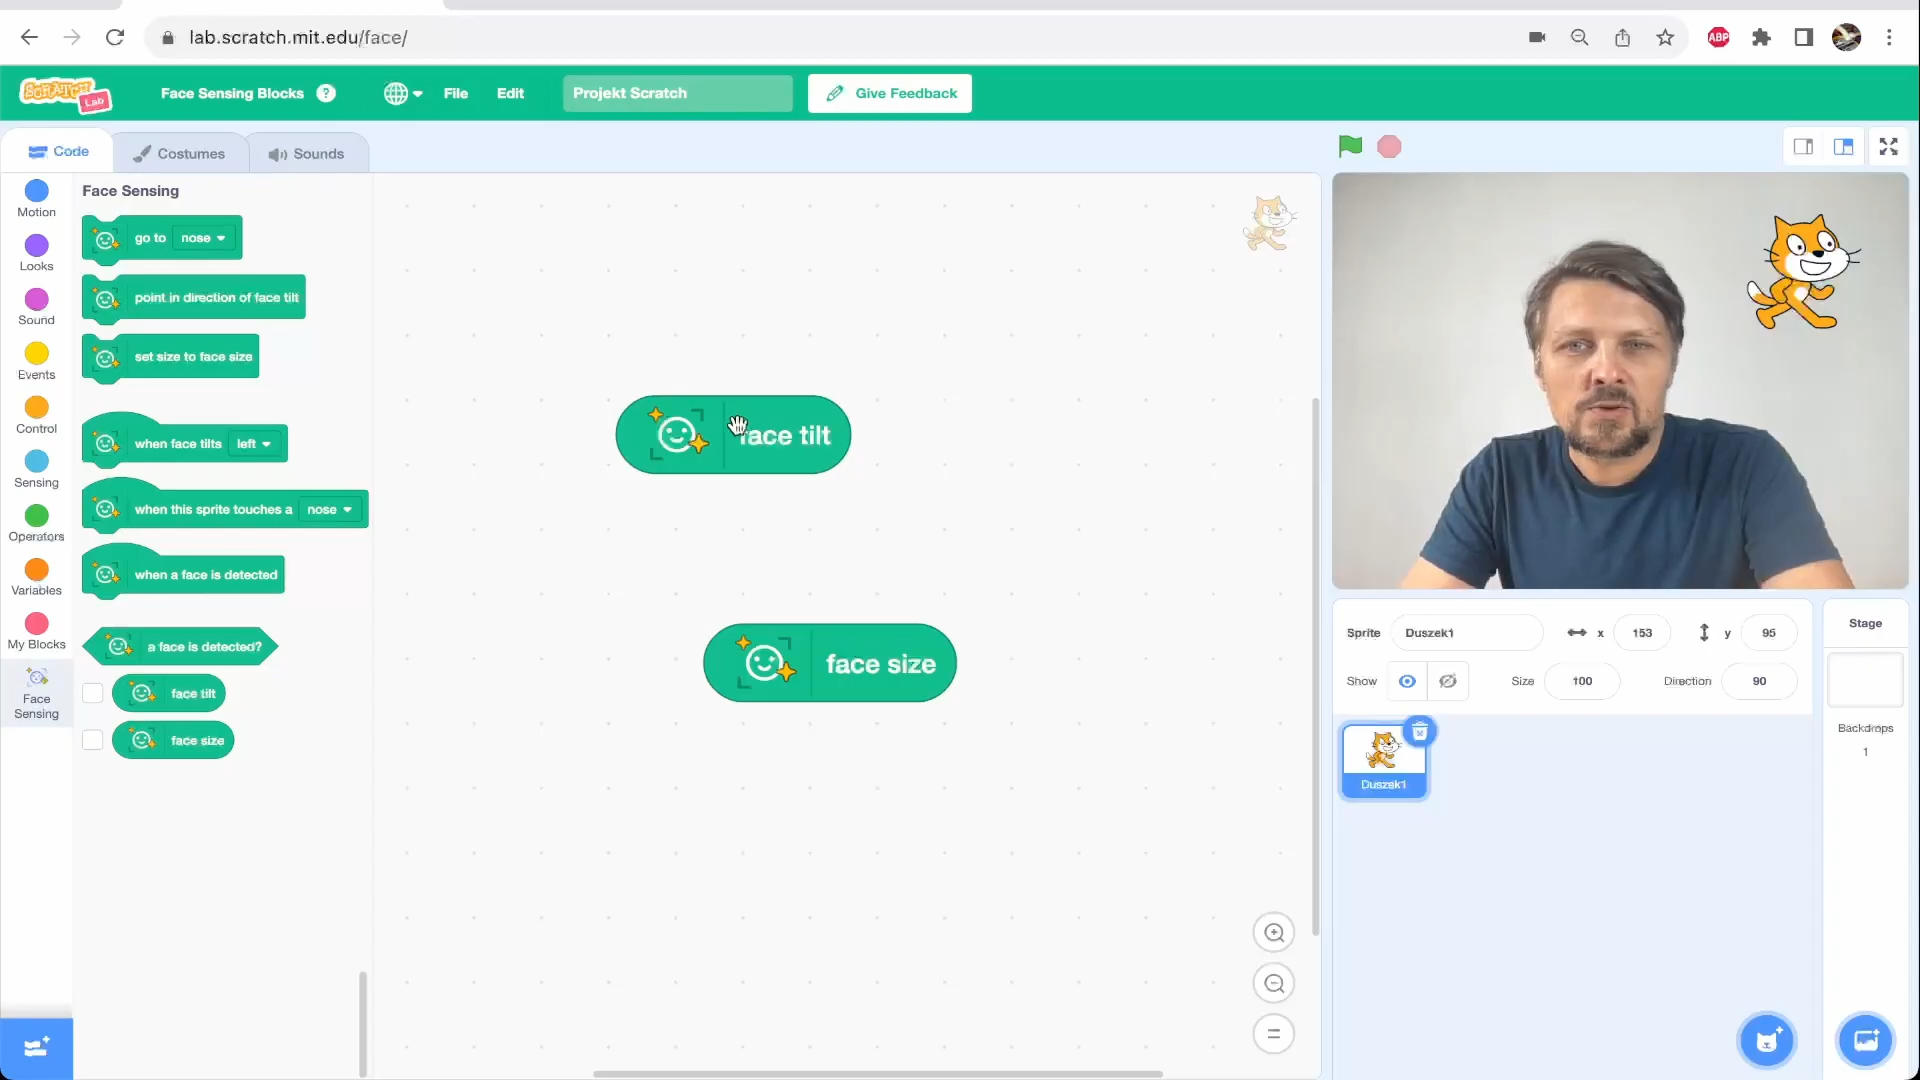 lab.scratch.mit.edu/face/
ABP
SCRATCH Lab
Face Sensing Blocks ?
File
Edit
Projekt Scratch
Give Feedback
Code
Costumes
Sounds
Motion
Looks
Sound
Events
Control
Sensing
Operators
Variables
My Blocks
Face
Sensing
Face Sensing
go to nose
point in direction of face tilt
set size to face size
when face tilts left
when this sprite touches a nose
when a face is detected
a face is detected?
face tilt
face size
face tilt
face size
Sprite Duszek1 x 153 y 95
Show Size 100 Direction 90
Duszek1
Stage
Backdrops
1